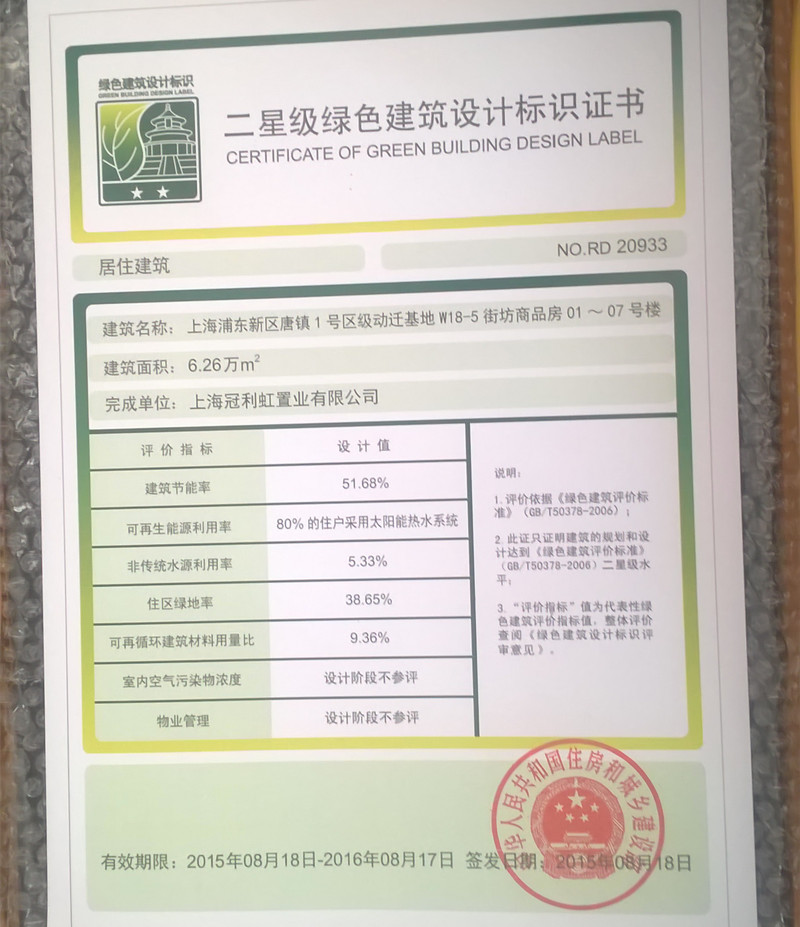 绿色建筑设计标识
GREEN BUILDING DESIGN LABEL
二星级绿色建筑设计标识证书
CERTIFICATE OF GREEN BUILDING DESIGN LABEL
居住建筑
NO.RD 20933
建筑名称： 上海浦东新区唐镇1号区级动迁基地W18-5街坊商品房01～07号楼
建筑面积：6.26万m²
完成单位：上海冠利虹置业有限公司
评价指标 设计值
建筑节能率 51.68%
可再生能源利用率 80%的住户采用太阳能热水系统
非传统水源利用率 5.33%
住区绿地率 38.65%
可再循环建筑材料用量比 9.36%
室内空气污染物浓度 设计阶段不参评
物业管理 设计阶段不参评
说明：
1.评价依据《绿色建筑评价标
准》（GB/T50378-2006）；
2.此证只证明建筑的规划和设
计达到《绿色建筑评价标准》
（GB/T50378-2006）二星级水
平；
3.“评价指标”值为代表性绿
色建筑评价指标值，整体评价
查阅《绿色建筑设计标识评
审意见》。
中华人民共和国住房和城乡建设部
有效期限：2015年08月18日-2016年08月17日 签发日期：2015年08月18日